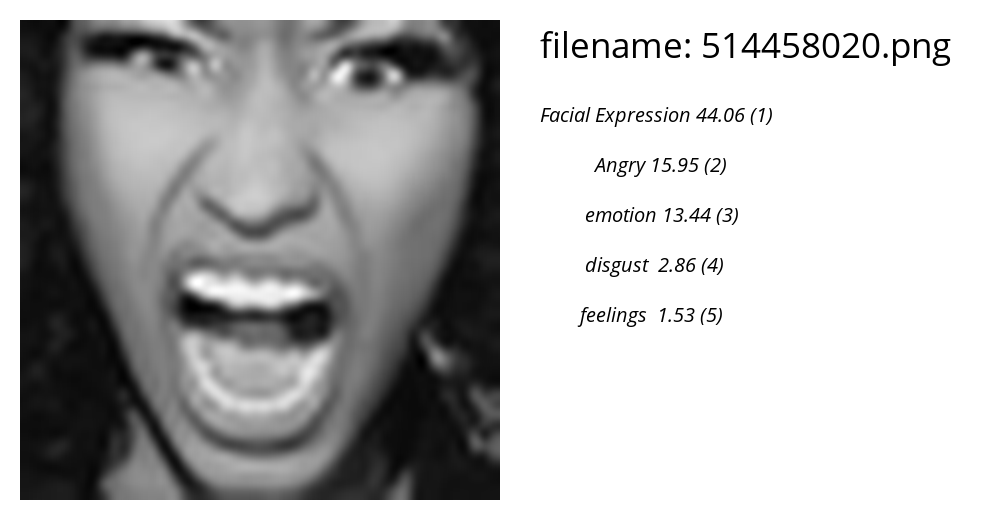 filename: 514458020.png
Facial Expression 44.06 (1)
Angry 15.95 (2)
emotion 13.44 (3)
disgust 2.86 (4)
feelings 1.53 (5)